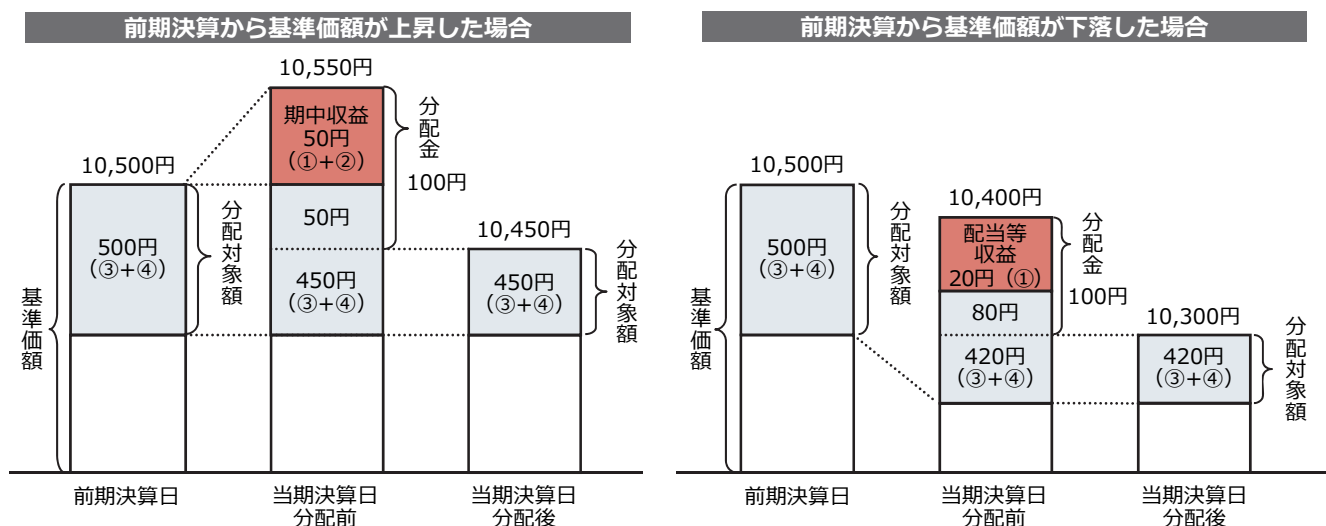 前期決算から基準価額が上昇した場合
10,550円
期中収益
50円
（①+②）
分配金
100円
10,500円
500円
（③+④）
分配対象額
50円
450円
（③+④）
10,450円
450円
（③+④）
分配対象額
基準価額
前期決算日
当期決算日
分配前
当期決算日
分配後
前期決算から基準価額が下落した場合
10,500円
500円
（③+④）
分配対象額
10,400円
配当等
収益
20円（①）
分配金
100円
80円
420円
（③+④）
10,300円
420円
（③+④）
分配対象額
基準価額
前期決算日
当期決算日
分配前
当期決算日
分配後